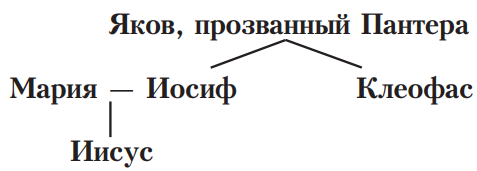 Яков, прозванный Пантера
Мария — Иосиф Клеофас
Иисус